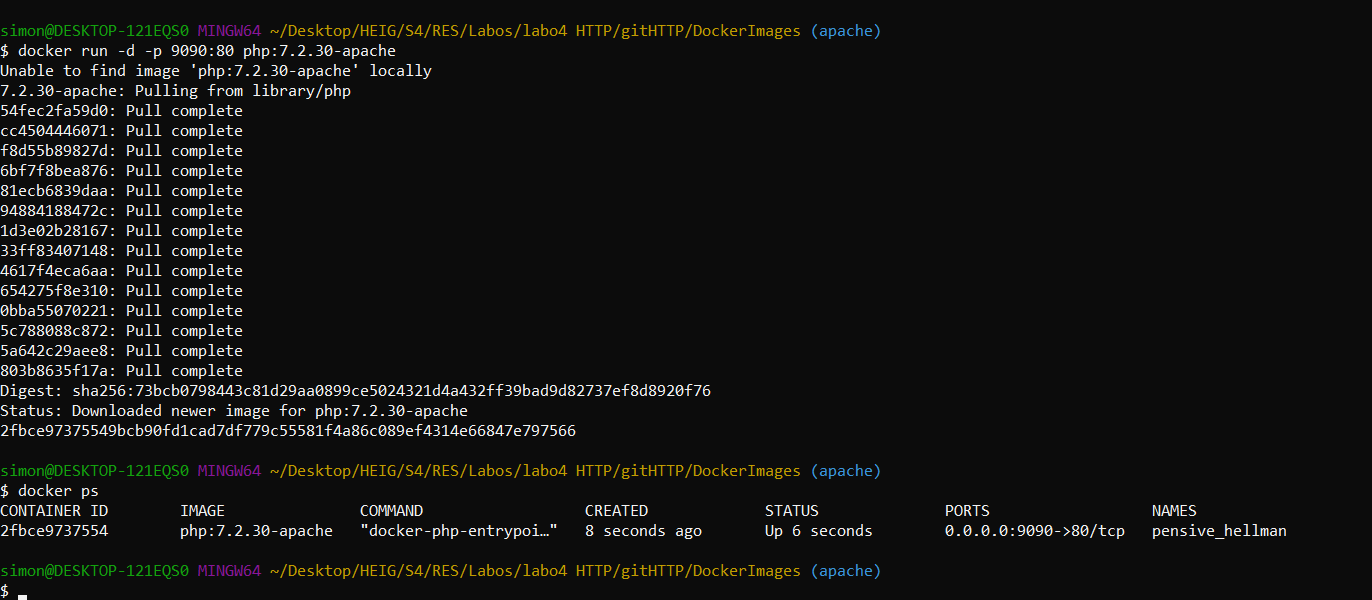 simon@DESKTOP-121EQS0 MINGW64 ~/Desktop/HEIG/S4/RES/Labos/labo4 HTTP/gitHTTP/DockerImages (apache)
$ docker run -d -p 9090:80 php:7.2.30-apache
Unable to find image 'php:7.2.30-apache' locally
7.2.30-apache: Pulling from library/php
54fec2fa59d0: Pull complete
cc4504446071: Pull complete
f8d55b89827d: Pull complete
6bf7f8bea876: Pull complete
81ecb6839daa: Pull complete
94884188472c: Pull complete
1d3e02b28167: Pull complete
33ff83407148: Pull complete
4617f4eca6aa: Pull complete
654275f8e310: Pull complete
0bba55070221: Pull complete
5c788088c872: Pull complete
5a642c29aee8: Pull complete
803b8635f17a: Pull complete
Digest: sha256:73bcb0798443c81d29aa0899ce5024321d4a432ff39bad9d82737ef8d8920f76
Status: Downloaded newer image for php:7.2.30-apache
2fbce97375549bcb90fd1cad7df779c55581f4a86c089ef4314e66847e797566
simon@DESKTOP-121EQS0 MINGW64 ~/Desktop/HEIG/S4/RES/Labos/labo4 HTTP/gitHTTP/DockerImages (apache)
$ docker ps
CONTAINER ID        IMAGE               COMMAND                  CREATED             STATUS              PORTS                  NAMES
2fbce9737554        php:7.2.30-apache   "docker-php-entrypoi…"   8 seconds ago       Up 6 seconds        0.0.0.0:9090->80/tcp   pensive_hellman
simon@DESKTOP-121EQS0 MINGW64 ~/Desktop/HEIG/S4/RES/Labos/labo4 HTTP/gitHTTP/DockerImages (apache)
$